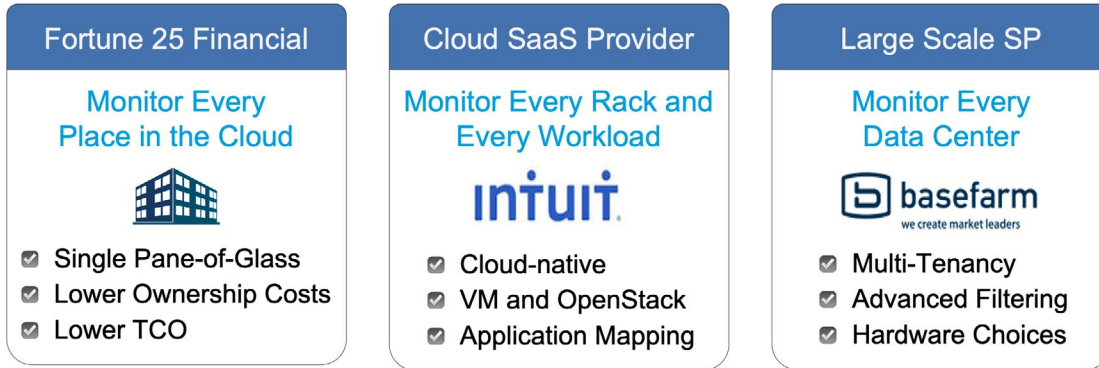 Fortune 25 Financial
Monitor Every
Place in the Cloud
Single Pane-of-Glass
Lower Ownership Costs
Lower TCO
Cloud SaaS Provider
Monitor Every Rack and
Every Workload
intuit.
Cloud-native
VM and OpenStack
Application Mapping
Large Scale SP
Monitor Every
Data Center
b basefarm
we create market leaders
Multi-Tenancy
Advanced Filtering
Hardware Choices